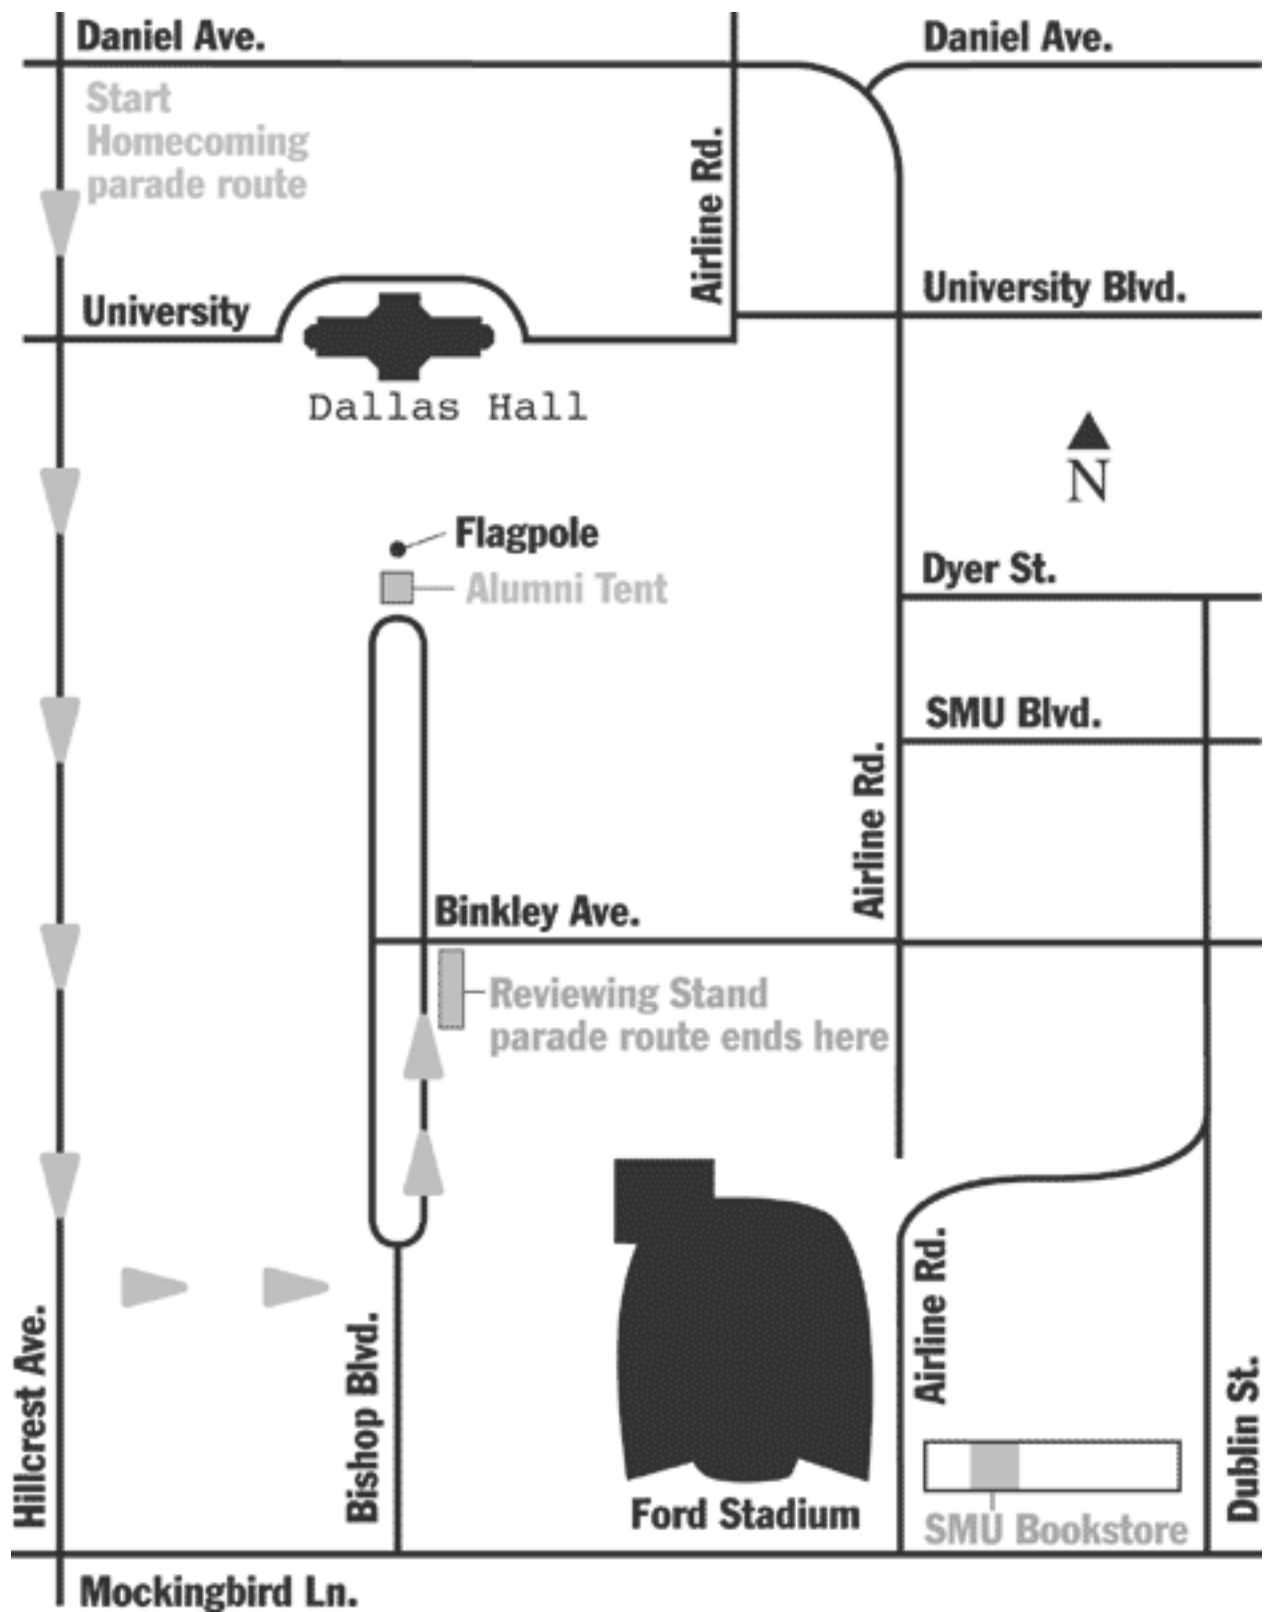 Daniel Ave.
Daniel Ave.
Start
Homecoming
parade route
Airline Rd.
University
University Blvd.
Dallas Hall
N
Flagpole
Alumni Tent
Dyer St.
SMU Blvd.
Airline Rd.
Binkley Ave.
Reviewing Stand
parade route ends here
Hillcrest Ave.
Bishop Blvd.
Airline Rd.
Dublin St.
Ford Stadium
SMU Bookstore
Mockingbird Ln.